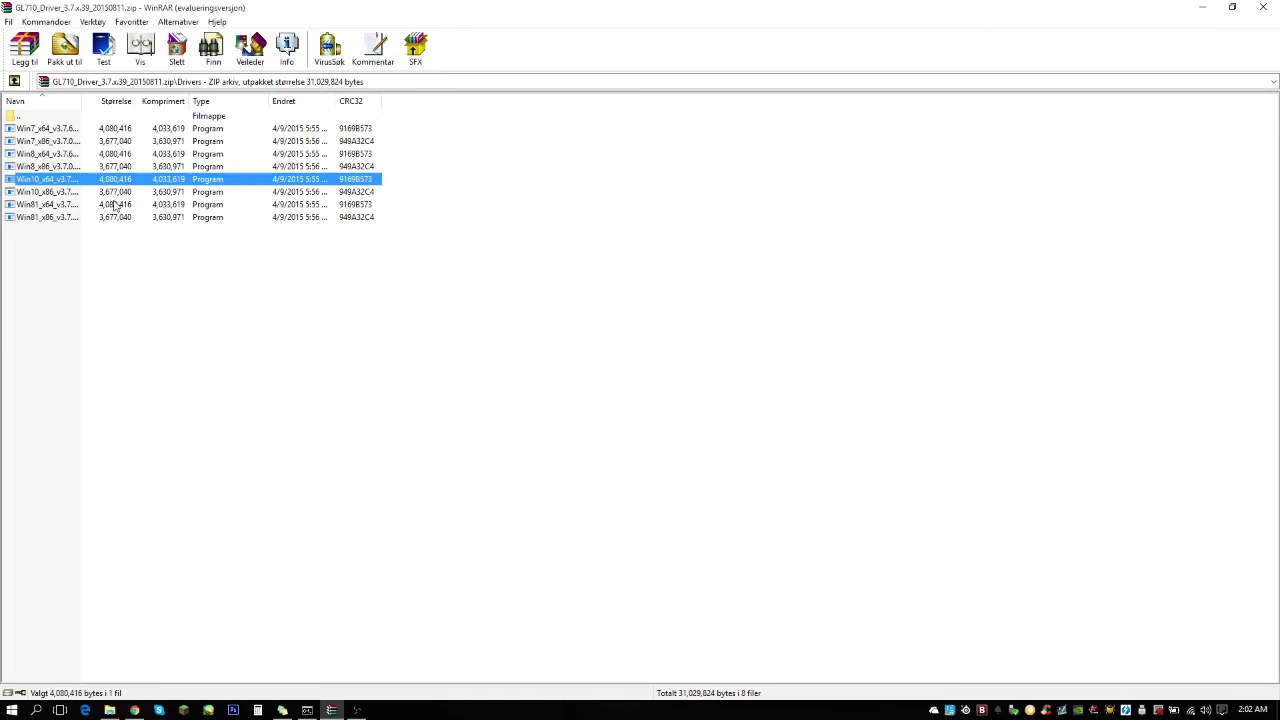 GL710_Driver_3.7.x.39_20150811.zip - WinRAR (evalueringsversjon)
Fil Kommandoer Verktøy Favoritter Alternativer Hjelp
Legg til Pakk ut til Test Vis Slett Finn Veileder Info VirusSøk Kommentar SFX
GL710_Driver_3.7.x.39_20150811.zip\Drivers - ZIP arkiv, utpakket størrelse 31,029,824 bytes
Navn Størrelse Komprimert Type Endret CRC32
.. Filmappe
Win7_x64_v3.7.6... 4,080,416 4,033,619 Program 4/9/2015 5:55 ... 9169B573
Win7_x86_v3.7.0.... 3,677,040 3,630,971 Program 4/9/2015 5:56 ... 949A32C4
Win8_x64_v3.7.6... 4,080,416 4,033,619 Program 4/9/2015 5:55 ... 9169B573
Win8_x86_v3.7.0.... 3,677,040 3,630,971 Program 4/9/2015 5:56 ... 949A32C4
Win10_x64_v3.7.... 4,080,416 4,033,619 Program 4/9/2015 5:55 ... 9169B573
Win10_x86_v3.7.... 3,677,040 3,630,971 Program 4/9/2015 5:56 ... 949A32C4
Win81_x64_v3.7.... 4,080,416 4,033,619 Program 4/9/2015 5:55 ... 9169B573
Win81_x86_v3.7.... 3,677,040 3,630,971 Program 4/9/2015 5:56 ... 949A32C4
Valgt 4,080,416 bytes i 1 fil Totalt 31,029,824 bytes i 8 filer
2:02 AM